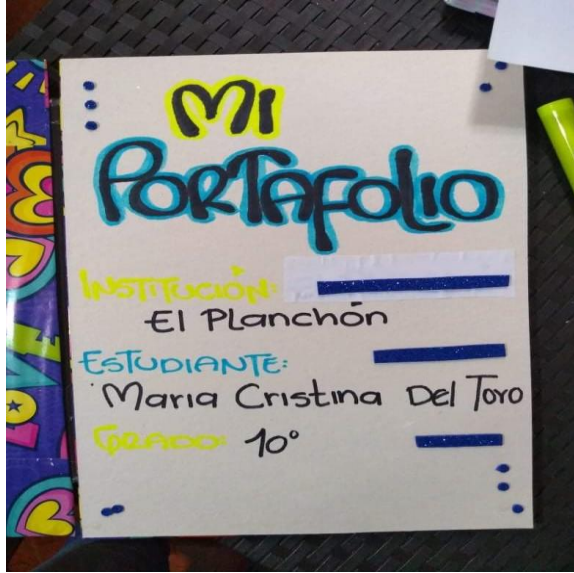 Mi
PORTAFOLIO
INSTITUCIÓN:
El PLanchón
ESTUDIANTE:
Maria Cristina Del Toro
GRADO: 10°